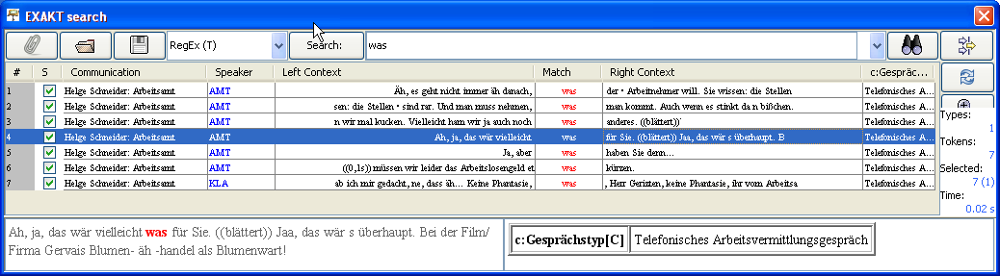 EXAKT search
RegEx (T) Search: was
# S Communication Speaker Left Context Match Right Context c:Gespräc...
1 Helge Schneider: Arbeitsamt AMT Äh, es geht nicht immer äh danach, was der • Arbeitnehmer will. Sie wissen: die Stellen Telefonisches A...
2 Helge Schneider: Arbeitsamt AMT sen: die Stellen • sind rar. Und man muss nehmen, was man kommt. Auch wenn es stinkt da n bißchen. Telefonisches A...
3 Helge Schneider: Arbeitsamt AMT n wir mal kucken. Vielleicht ham wir ja auch noch was anderes. ((blättert))˙ Telefonisches A...
4 Helge Schneider: Arbeitsamt AMT Ah, ja, das wär vielleicht was für Sie. ((blättert)) Jaa, das wär s überhaupt. B Telefonisches A...
5 Helge Schneider: Arbeitsamt AMT Ja, aber was haben Sie denn... Telefonisches A...
6 Helge Schneider: Arbeitsamt AMT ((0,1s)) müssen wir leider das Arbeitslosengeld et was kürzen. Telefonisches A...
7 Helge Schneider: Arbeitsamt KLA ab ich mir gedacht, ne, dass äh... Keine Phantasie, was , Herr Gerizten, keine Phantasie, ihr vom Arbeitsa Telefonisches A...
Types:
1
Tokens:
7
Selected:
7 (1)
Time:
0.02 s
Ah, ja, das wär vielleicht was für Sie. ((blättert)) Jaa, das wär s überhaupt. Bei der Film/
Firma Gervais Blumen- äh -handel als Blumenwart!
c:Gesprächstyp[C] Telefonisches Arbeitsvermittlungsgespräch